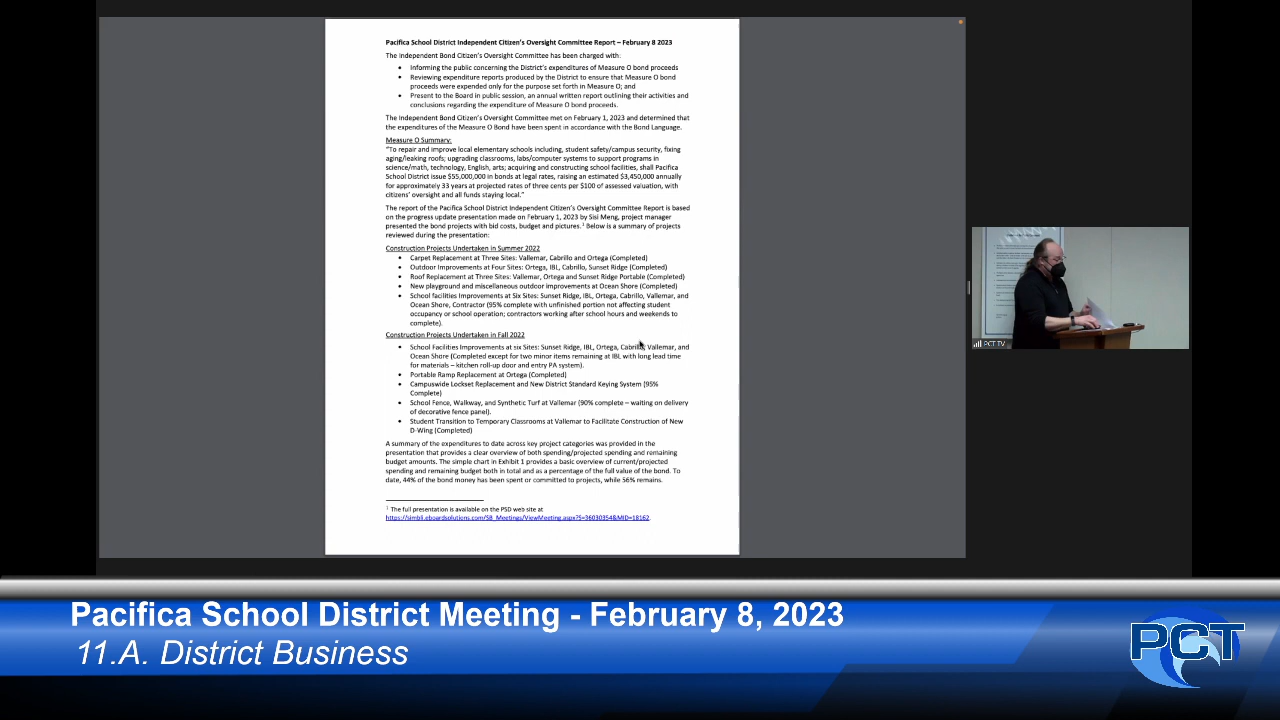 Pacifica School District Independent Citizen's Oversight Committee Report – February 8 2023
The Independent Bond Citizen's Oversight Committee has been charged with:
• Informing the public concerning the District's expenditures of Measure O bond proceeds
• Reviewing expenditure reports produced by the District to ensure that Measure O bond
proceeds were expended only for the purpose set forth in Measure O; and
• Present to the Board in public session, an annual written report outlining their activities and
conclusions regarding the expenditure of Measure O bond proceeds.
The Independent Bond Citizen's Oversight Committee met on February 1, 2023 and determined that
the expenditures of the Measure O Bond have been spent in accordance with the Bond Language.
Measure O Summary:
"To repair and improve local elementary schools including, student safety/campus security, fixing
aging/leaking roofs; upgrading classrooms, labs/computer systems to support programs in
science/math, technology, English, arts; acquiring and constructing school facilities, shall Pacifica
School District issue $55,000,000 in bonds at legal rates, raising an estimated $3,450,000 annually
for approximately 33 years at projected rates of three cents per $100 of assessed valuation, with
citizens' oversight and all funds staying local."
The report of the Pacifica School District Independent Citizen's Oversight Committee Report is based
on the progress update presentation made on February 1, 2023 by Sisi Meng, project manager
presented the bond projects with bid costs, budget and pictures.1 Below is a summary of projects
reviewed during the presentation:
Construction Projects Undertaken in Summer 2022
• Carpet Replacement at Three Sites: Vallemar, Cabrillo and Ortega (Completed)
• Outdoor Improvements at Four Sites: Ortega, IBL, Cabrillo, Sunset Ridge (Completed)
• Roof Replacement at Three Sites: Vallemar, Ortega and Sunset Ridge Portable (Completed)
• New playground and miscellaneous outdoor improvements at Ocean Shore (Completed)
• School facilities Improvements at Six Sites: Sunset Ridge, IBL, Ortega, Cabrillo, Vallemar, and
Ocean Shore, Contractor (95% complete with unfinished portion not affecting student
occupancy or school operation; contractors working after school hours and weekends to
complete).
Construction Projects Undertaken in Fall 2022
• School Facilities Improvements at six Sites: Sunset Ridge, IBL, Ortega, Cabrillo, Vallemar, and
Ocean Shore (Completed except for two minor items remaining at IBL with long lead time
for materials – kitchen roll-up door and entry PA system).
• Portable Ramp Replacement at Ortega (Completed)
• Campuswide Lockset Replacement and New District Standard Keying System (95%
Complete)
• School Fence, Walkway, and Synthetic Turf at Vallemar (90% complete – waiting on delivery
of decorative fence panel).
• Student Transition to Temporary Classrooms at Vallemar to Facilitate Construction of New
D-Wing (Completed)
A summary of the expenditures to date across key project categories was provided in the
presentation that provides a clear overview of both spending/projected spending and remaining
budget amounts. The simple chart in Exhibit 1 provides a basic overview of current/projected
spending and remaining budget both in total and as a percentage of the full value of the bond. To
date, 44% of the bond money has been spent or committed to projects, while 56% remains.
1 The full presentation is available on the PSD web site at
https://simbli.eboardsolutions.com/SB_Meetings/ViewMeeting.aspx?S=36030354&MID=18162.
PCT TV
Pacifica School District Meeting - February 8, 2023
11.A. District Business
PCT